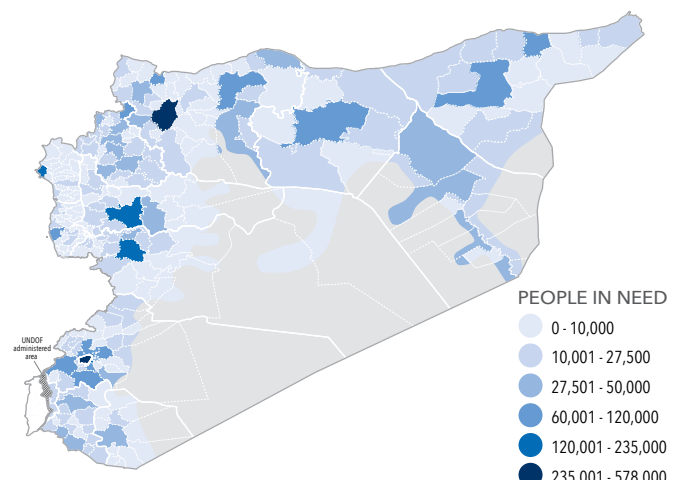 UNDOF
administered
area
PEOPLE IN NEED
0 - 10,000
10,001 - 27,500
27,501 - 50,000
60,001 - 120,000
120,001 - 235,000
235,001 - 578,000